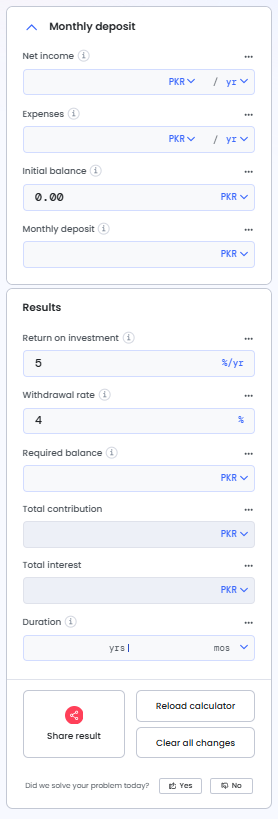 Monthly deposit
Net income
PKR / yr
Expenses
PKR / yr
Initial balance
0.00 PKR
Monthly deposit
PKR
Results
Return on investment
5 %/yr
Withdrawal rate
4 %
Required balance
PKR
Total contribution
PKR
Total interest
PKR
Duration
yrs mos
Share result
Reload calculator
Clear all changes
Did we solve your problem today? Yes No